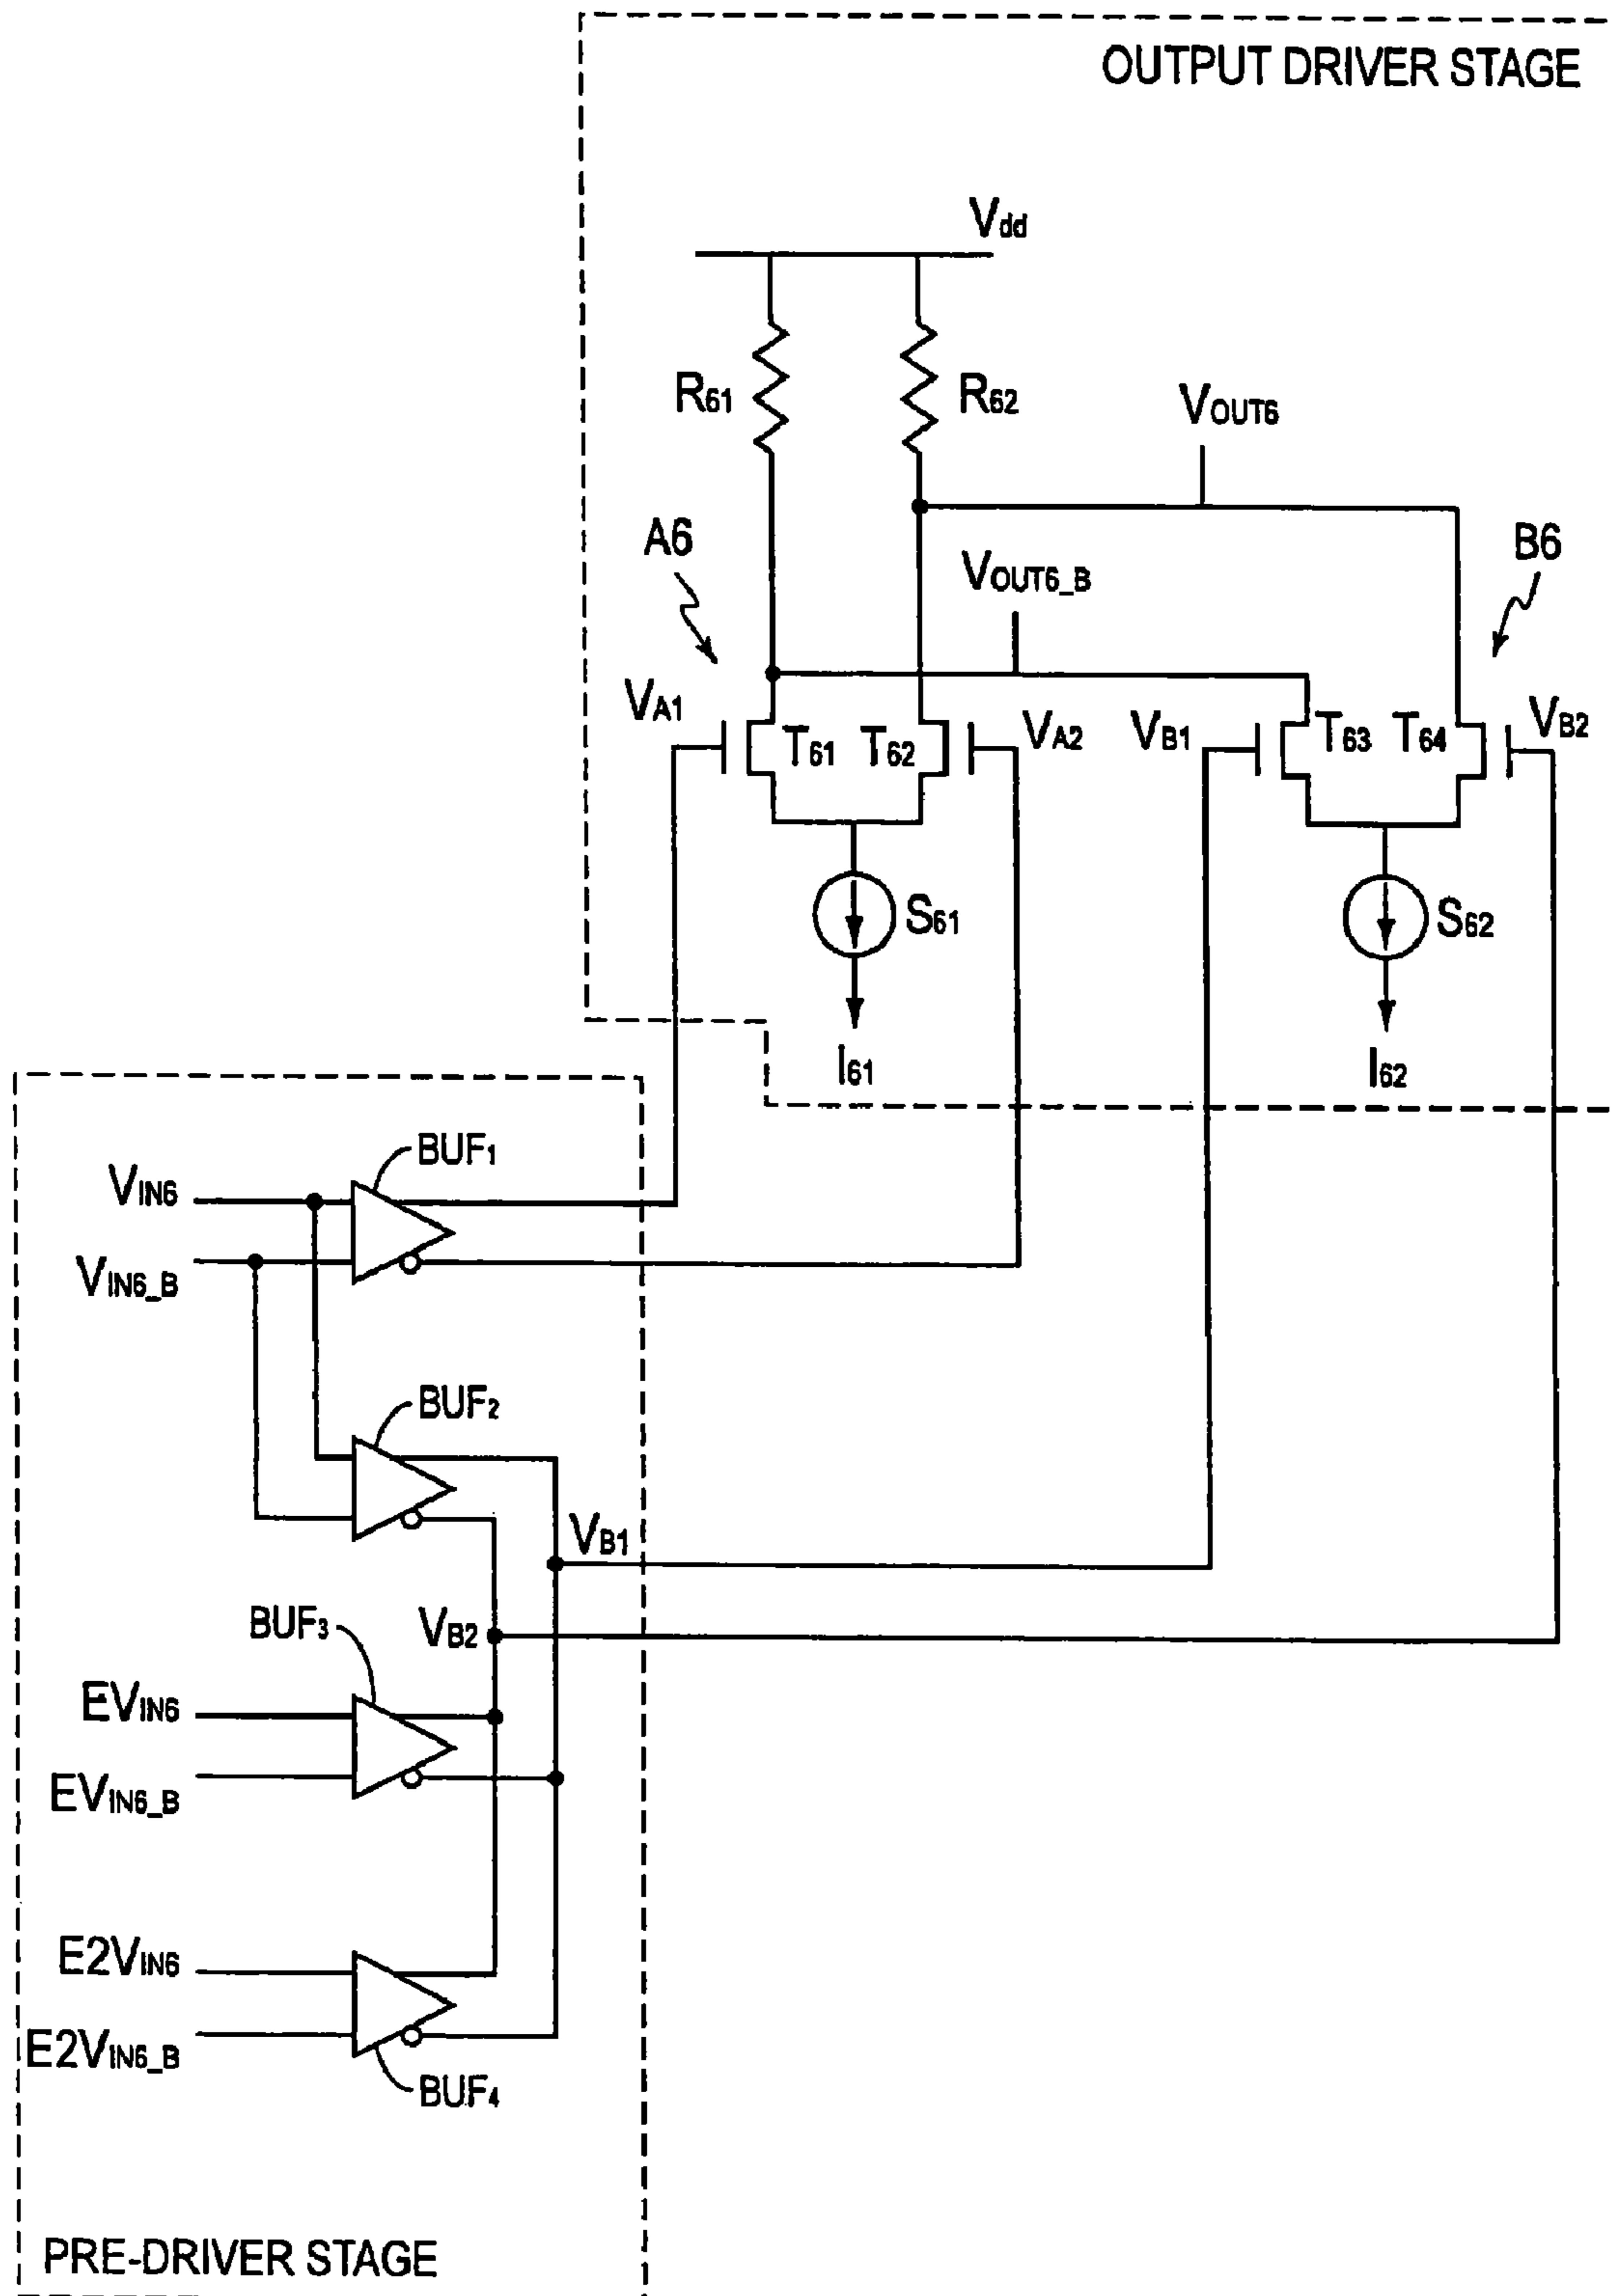 OUTPUT DRIVER STAGE
Vdd
R61
R62
VOUT6
A6
VOUT6_B
B6
VA1
T61
T62
VA2
VB1
T63
T64
VB2
S61
S62
I61
I62
BUF1
VIN6
VIN6_B
BUF2
VB1
BUF3
VB2
EVIN6
EVIN6_B
E2VIN6
E2VIN6_B
BUF4
PRE-DRIVER STAGE